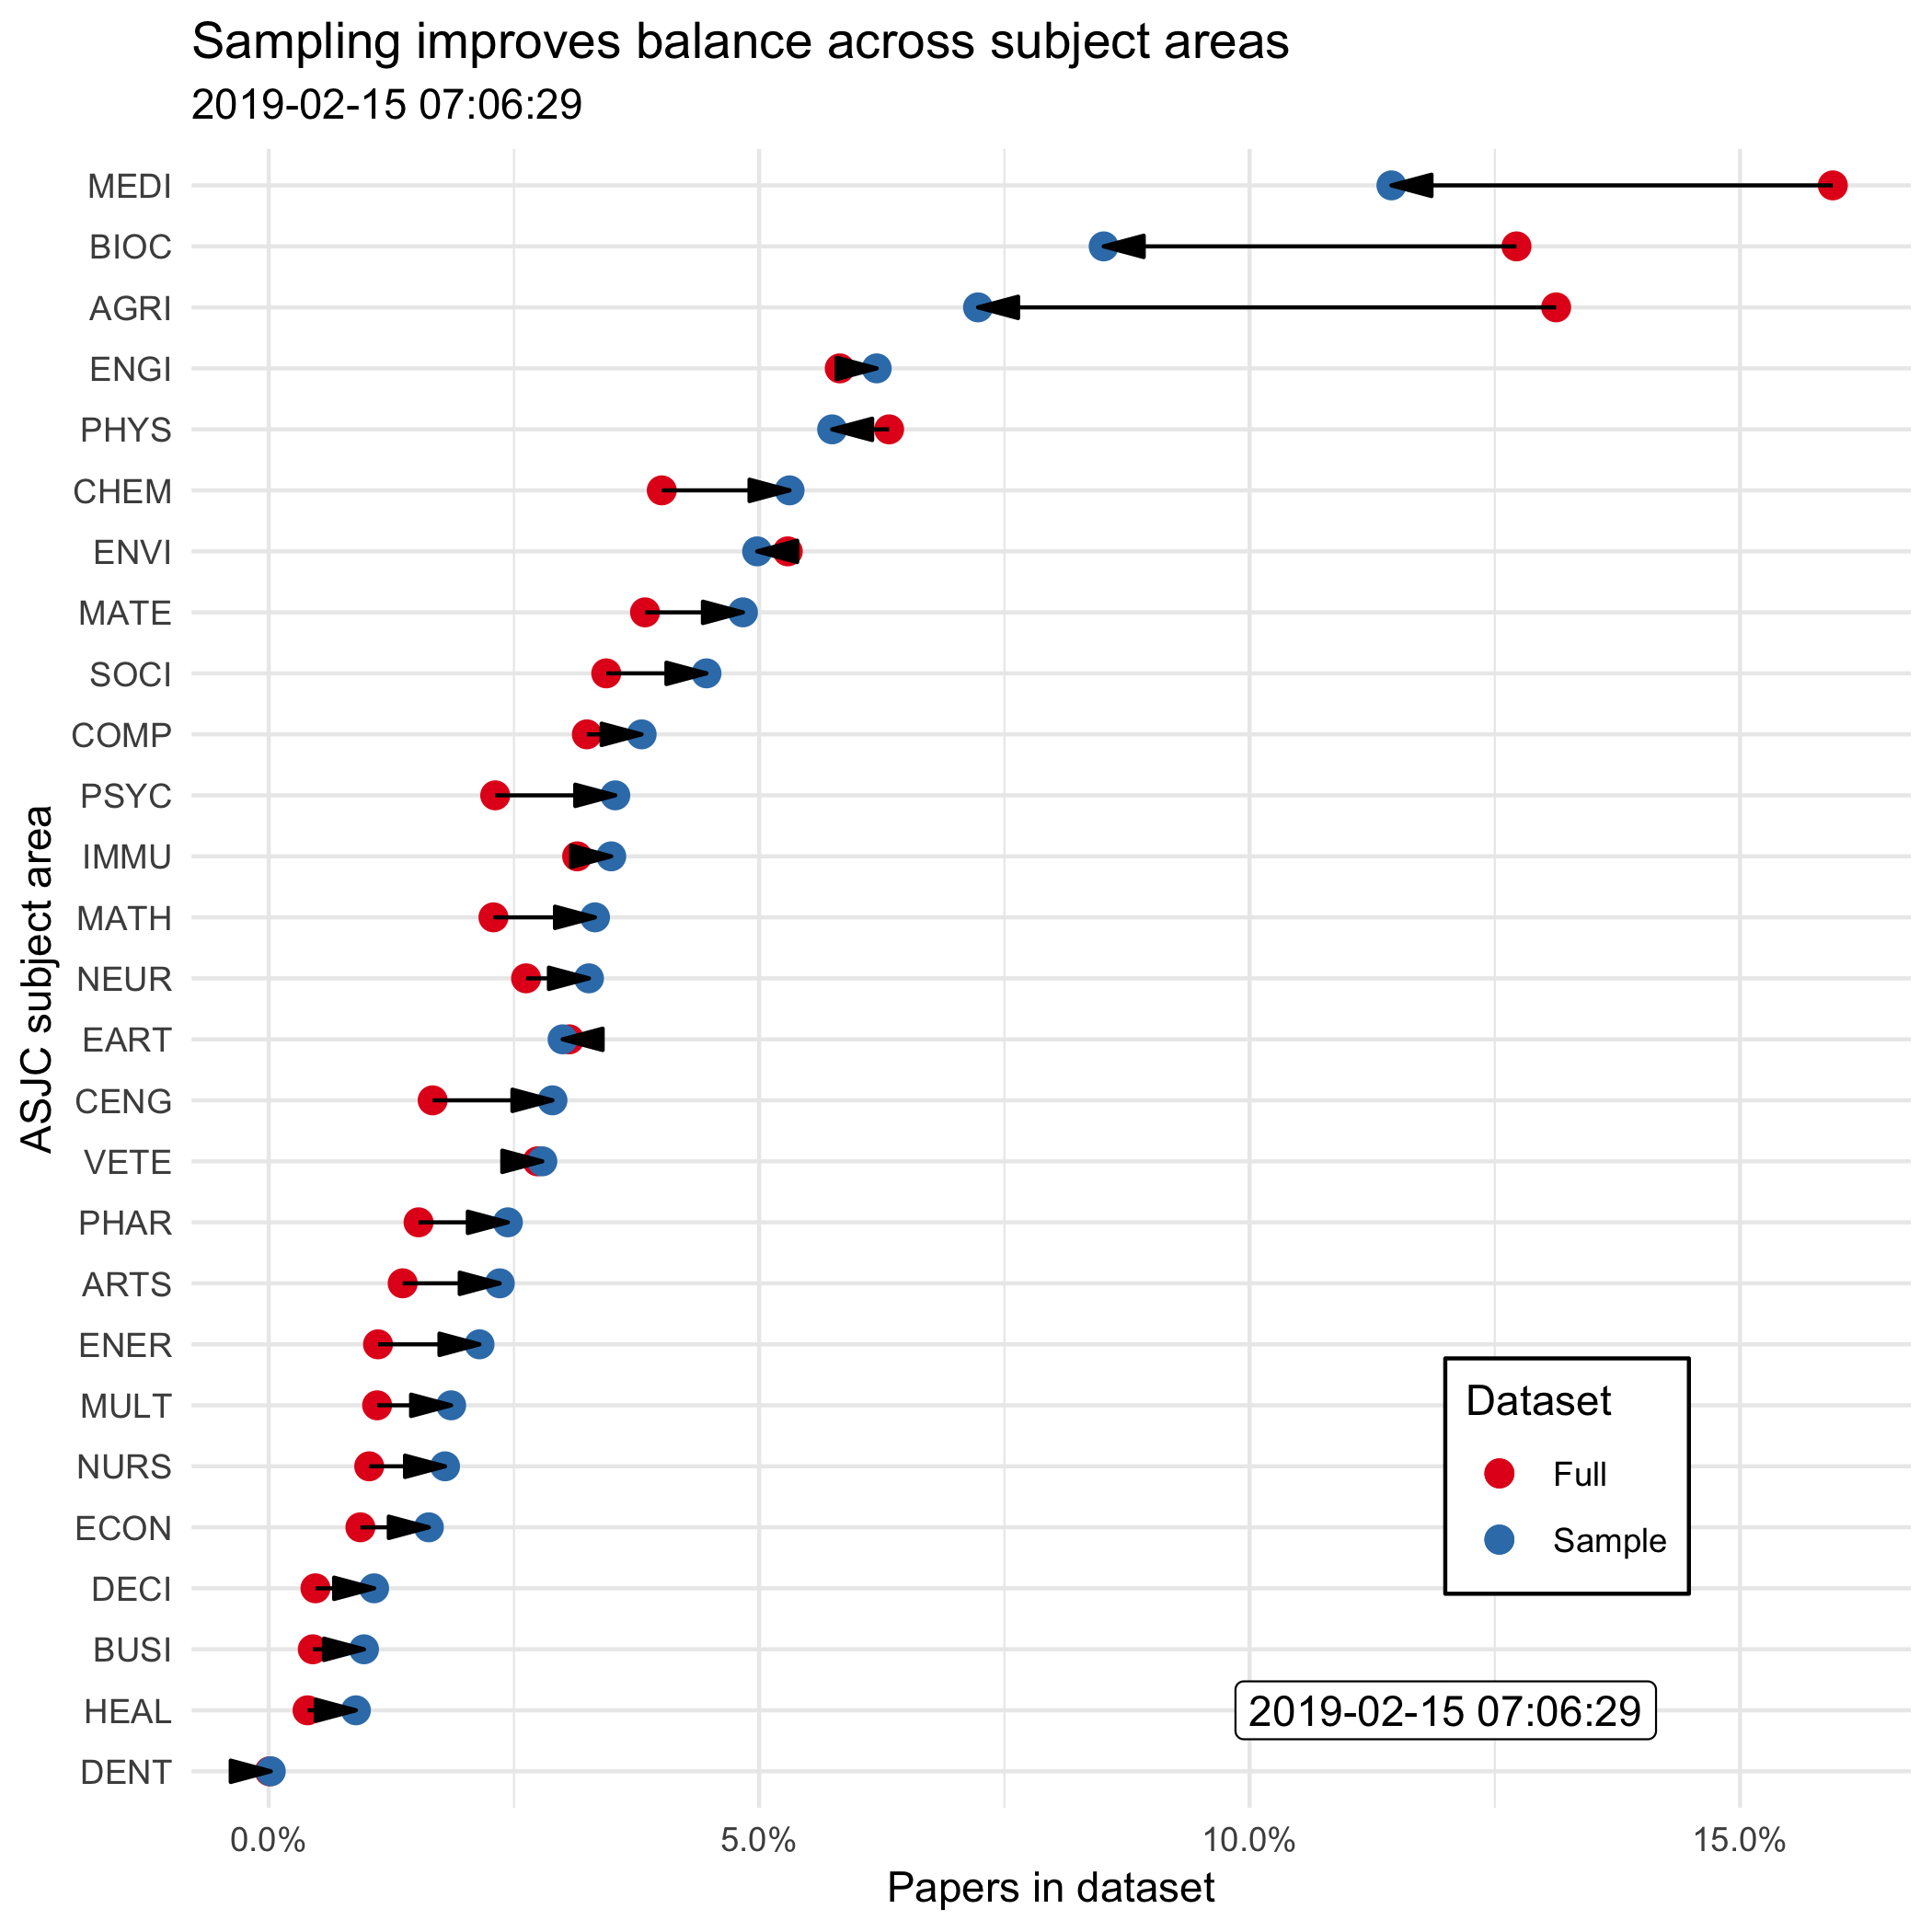 Sampling improves balance across subject areas
2019-02-15 07:06:29
MEDI
BIOC
AGRI
ENGI
PHYS
CHEM
ENVI
MATE
SOCI
COMP
PSYC
IMMU
MATH
NEUR
EART
CENG
VETE
PHAR
ARTS
ENER
MULT
NURS
ECON
DECI
BUSI
HEAL
DENT
ASJC subject area
Dataset
Full
Sample
2019-02-15 07:06:29
0.0% 5.0% 10.0% 15.0%
Papers in dataset